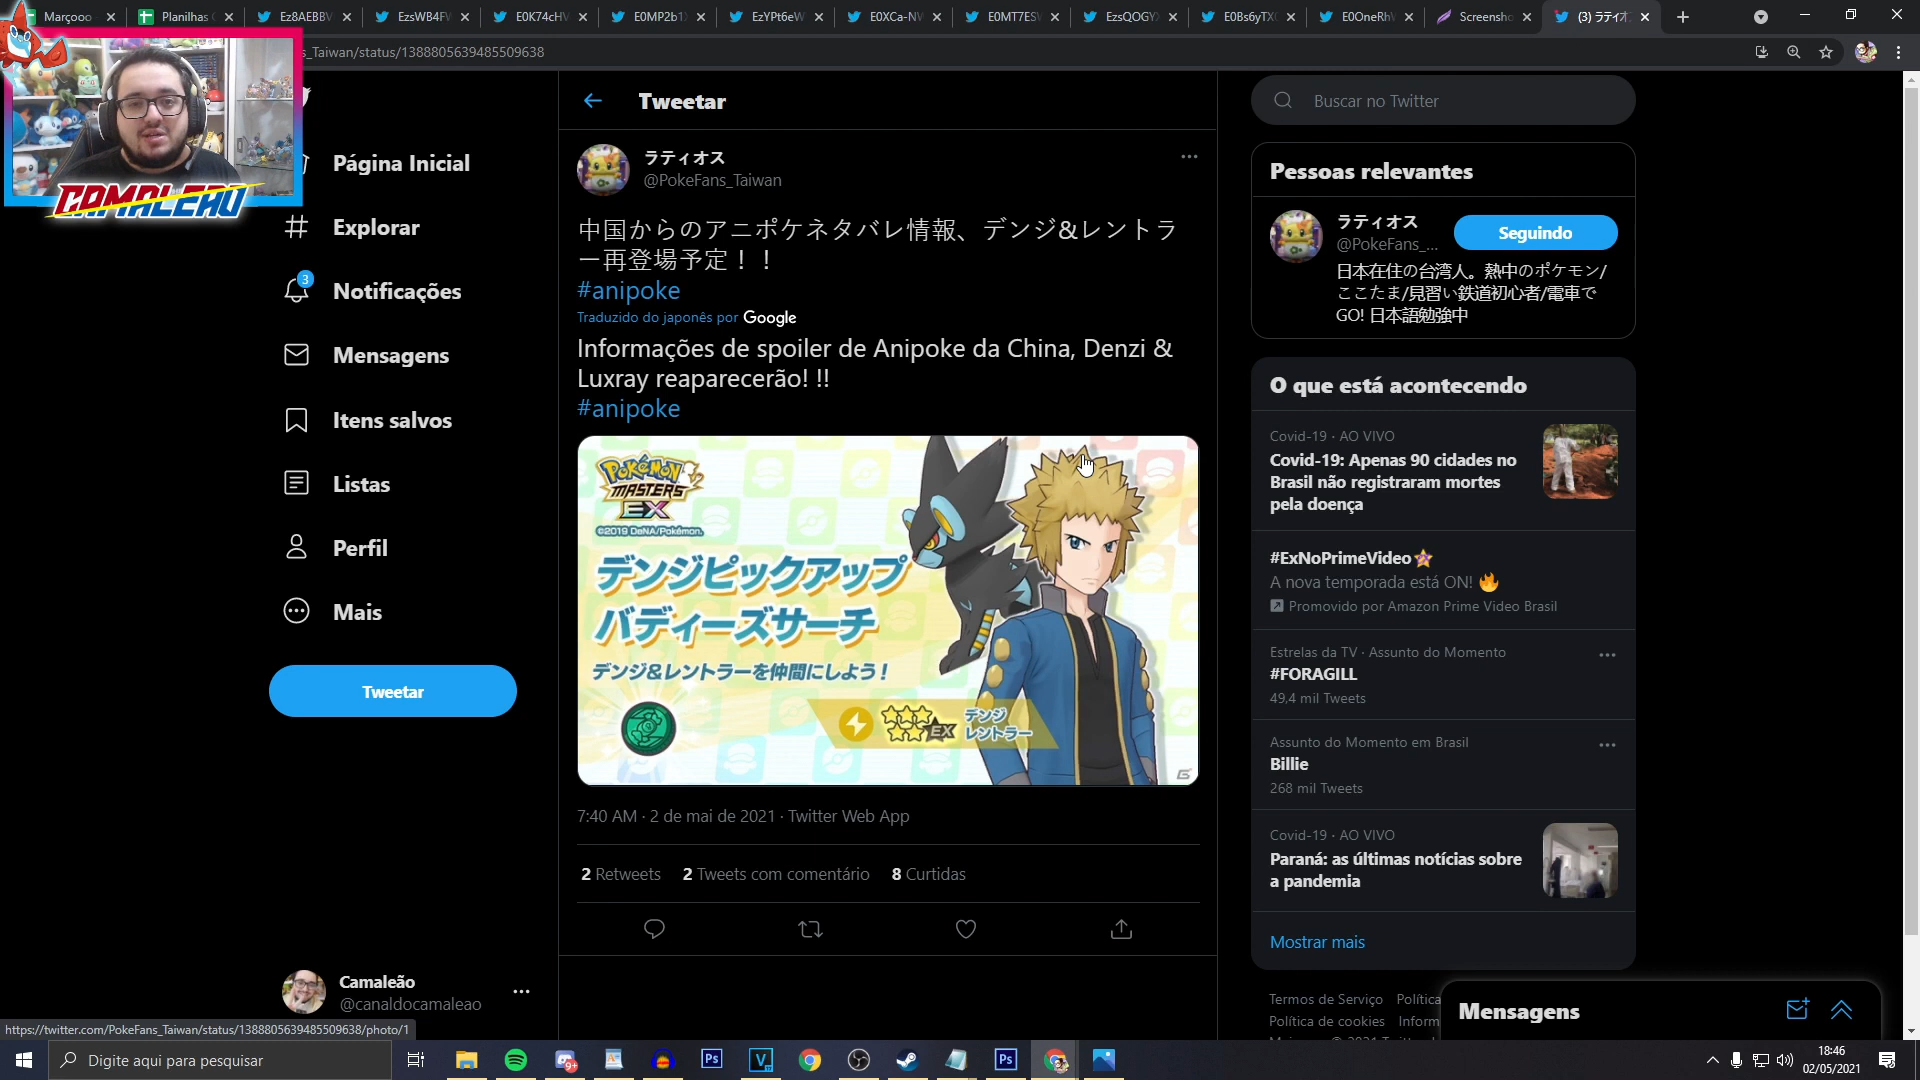 Marçooo
Planilhas
Ez8AEBBV
EzsWB4F
E0K74cHV
E0MP2b1
EzYPt6eW
E0XCa-NV
E0MT7ES
EzsQOGY
E0Bs6yTX
E0OneRh
Screensho
(3) ラティオ
_Taiwan/status/1388805639485509638
CAMALEAO
Página Inicial
Explorar
3
Notificações
Mensagens
Itens salvos
Listas
Perfil
Mais
Tweetar
Camaleão
@canaldocamaleao
Tweetar
ラティオス
@PokeFans_Taiwan
中国からのアニポケネタバレ情報、デンジ&レントラ
ー再登場予定！！
#anipoke
Traduzido do japonês por Google
Informações de spoiler de Anipoke da China, Denzi &
Luxray reaparecerão! !!
#anipoke
POKéMON
MASTERS
EX
©2019 DeNA/Pokémon.
デンジピックアップ
バディーズサーチ
デンジ&レントラーを仲間にしよう！
EX
デンジ
レントラー
7:40 AM · 2 de mai de 2021 · Twitter Web App
2 Retweets 2 Tweets com comentário 8 Curtidas
Buscar no Twitter
Pessoas relevantes
ラティオス
@PokeFans_...
Seguindo
日本在住の台湾人。熱中のポケモン/
ここたま/見習い鉄道初心者/電車で
GO! 日本語勉強中
O que está acontecendo
Covid-19 · AO VIVO
Covid-19: Apenas 90 cidades no
Brasil não registraram mortes
pela doença
#ExNoPrimeVideo
A nova temporada está ON! 🔥
Promovido por Amazon Prime Video Brasil
Estrelas da TV · Assunto do Momento
#FORAGILL
49,4 mil Tweets
Assunto do Momento em Brasil
Billie
268 mil Tweets
Covid-19 · AO VIVO
Paraná: as últimas notícias sobre
a pandemia
Mostrar mais
Termos de Serviço Política
Política de cookies Inform
Mensagens
https://twitter.com/PokeFans_Taiwan/status/1388805639485509638/photo/1
Digite aqui para pesquisar
9+
Ps
V
Ps
18:46
02/05/2021